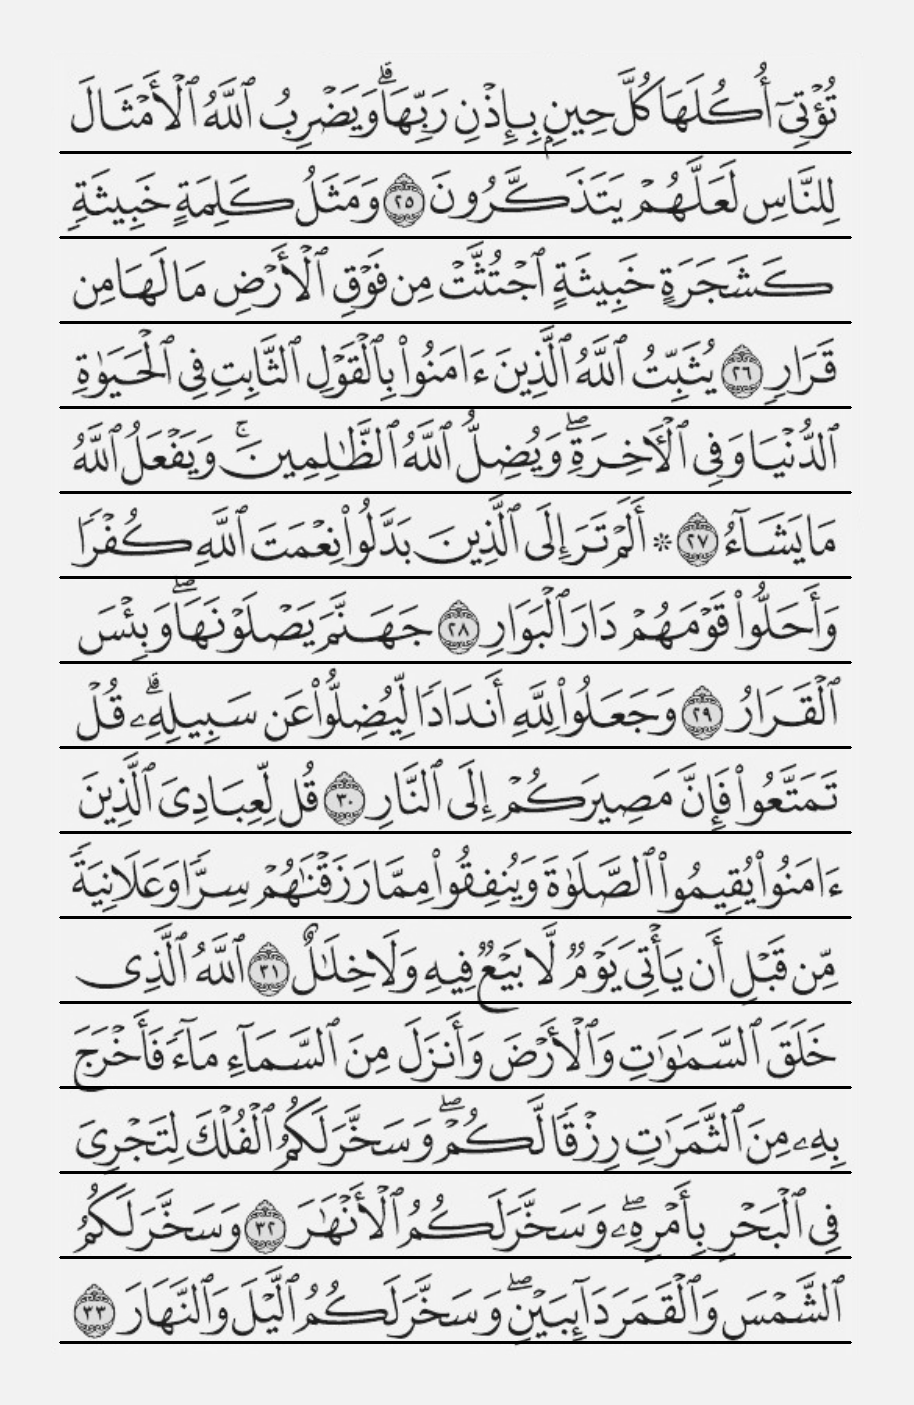 تُؤْتِىٓ أُكُلَهَا كُلَّ حِينٍۭ بِإِذْنِ رَبِّهَا ۗ وَيَضْرِبُ ٱللَّهُ ٱلْأَمْثَالَ
لِلنَّاسِ لَعَلَّهُمْ يَتَذَكَّرُونَ ٢٥ وَمَثَلُ كَلِمَةٍ خَبِيثَةٍ
كَشَجَرَةٍ خَبِيثَةٍ ٱجْتُثَّتْ مِن فَوْقِ ٱلْأَرْضِ مَا لَهَا مِن
قَرَارٍ ٢٦ يُثَبِّتُ ٱللَّهُ ٱلَّذِينَ ءَامَنُوا۟ بِٱلْقَوْلِ ٱلثَّابِتِ فِى ٱلْحَيَوٰةِ
ٱلدُّنْيَا وَفِى ٱلْـَٔاخِرَةِ ۖ وَيُضِلُّ ٱللَّهُ ٱلظَّـٰلِمِينَ ۚ وَيَفْعَلُ ٱللَّهُ
مَا يَشَآءُ ٢٧ ۞ أَلَمْ تَرَ إِلَى ٱلَّذِينَ بَدَّلُوا۟ نِعْمَتَ ٱللَّهِ كُفْرًا
وَأَحَلُّوا۟ قَوْمَهُمْ دَارَ ٱلْبَوَارِ ٢٨ جَهَنَّمَ يَصْلَوْنَهَا ۖ وَبِئْسَ
ٱلْقَرَارُ ٢٩ وَجَعَلُوا۟ لِلَّهِ أَندَادًا لِّيُضِلُّوا۟ عَن سَبِيلِهِۦ ۗ قُلْ
تَمَتَّعُوا۟ فَإِنَّ مَصِيرَكُمْ إِلَى ٱلنَّارِ ٣٠ قُل لِّعِبَادِىَ ٱلَّذِينَ
ءَامَنُوا۟ يُقِيمُوا۟ ٱلصَّلَوٰةَ وَيُنفِقُوا۟ مِمَّا رَزَقْنَـٰهُمْ سِرًّا وَعَلَانِيَةً
مِّن قَبْلِ أَن يَأْتِىَ يَوْمٌ لَّا بَيْعٌ فِيهِ وَلَا خِلَـٰلٌ ٣١ ٱللَّهُ ٱلَّذِى
خَلَقَ ٱلسَّمَـٰوَٰتِ وَٱلْأَرْضَ وَأَنزَلَ مِنَ ٱلسَّمَآءِ مَآءً فَأَخْرَجَ
بِهِۦ مِنَ ٱلثَّمَرَٰتِ رِزْقًا لَّكُمْ ۖ وَسَخَّرَ لَكُمُ ٱلْفُلْكَ لِتَجْرِىَ
فِى ٱلْبَحْرِ بِأَمْرِهِۦ ۖ وَسَخَّرَ لَكُمُ ٱلْأَنْهَـٰرَ ٣٢ وَسَخَّرَ لَكُمُ
ٱلشَّمْسَ وَٱلْقَمَرَ دَآئِبَيْنِ ۖ وَسَخَّرَ لَكُمُ ٱلَّيْلَ وَٱلنَّهَارَ ٣٣